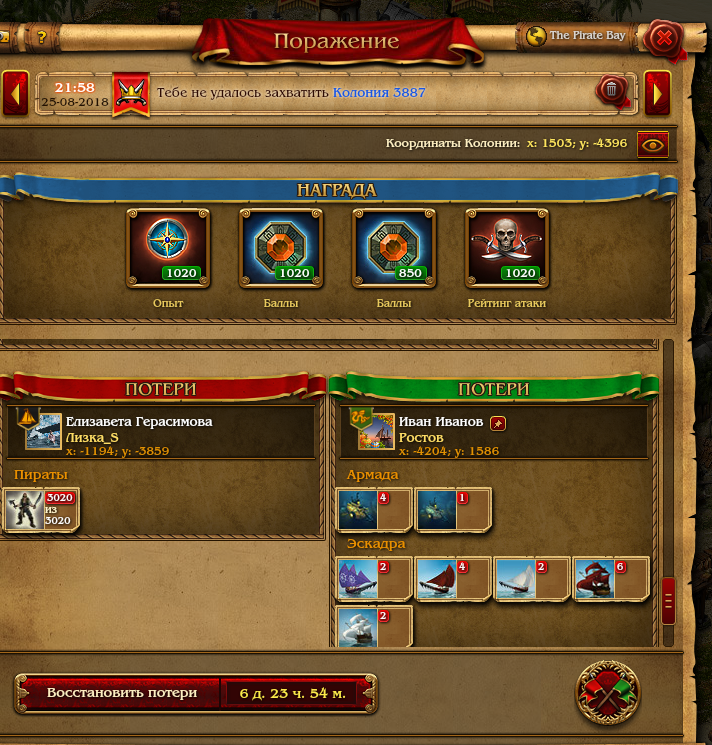 ?
Поражение
The Pirate Bay
21:58
25-08-2018
Тебе не удалось захватить Колония 3887
Координаты Колонии: x: 1503; y: -4396
НАГРАДА
1020
1020
850
1020
Опыт
Баллы
Баллы
Рейтинг атаки
ПОТЕРИ
Елизавета Герасимова
Лизка_S
x: -1194; y: -3859
Пираты
3020
из
3020
ПОТЕРИ
Иван Иванов
Ростов
x: -4204; y: 1586
Армада
4
1
Эскадра
2
4
2
6
2
Восстановить потери
6 д. 23 ч. 54 м.